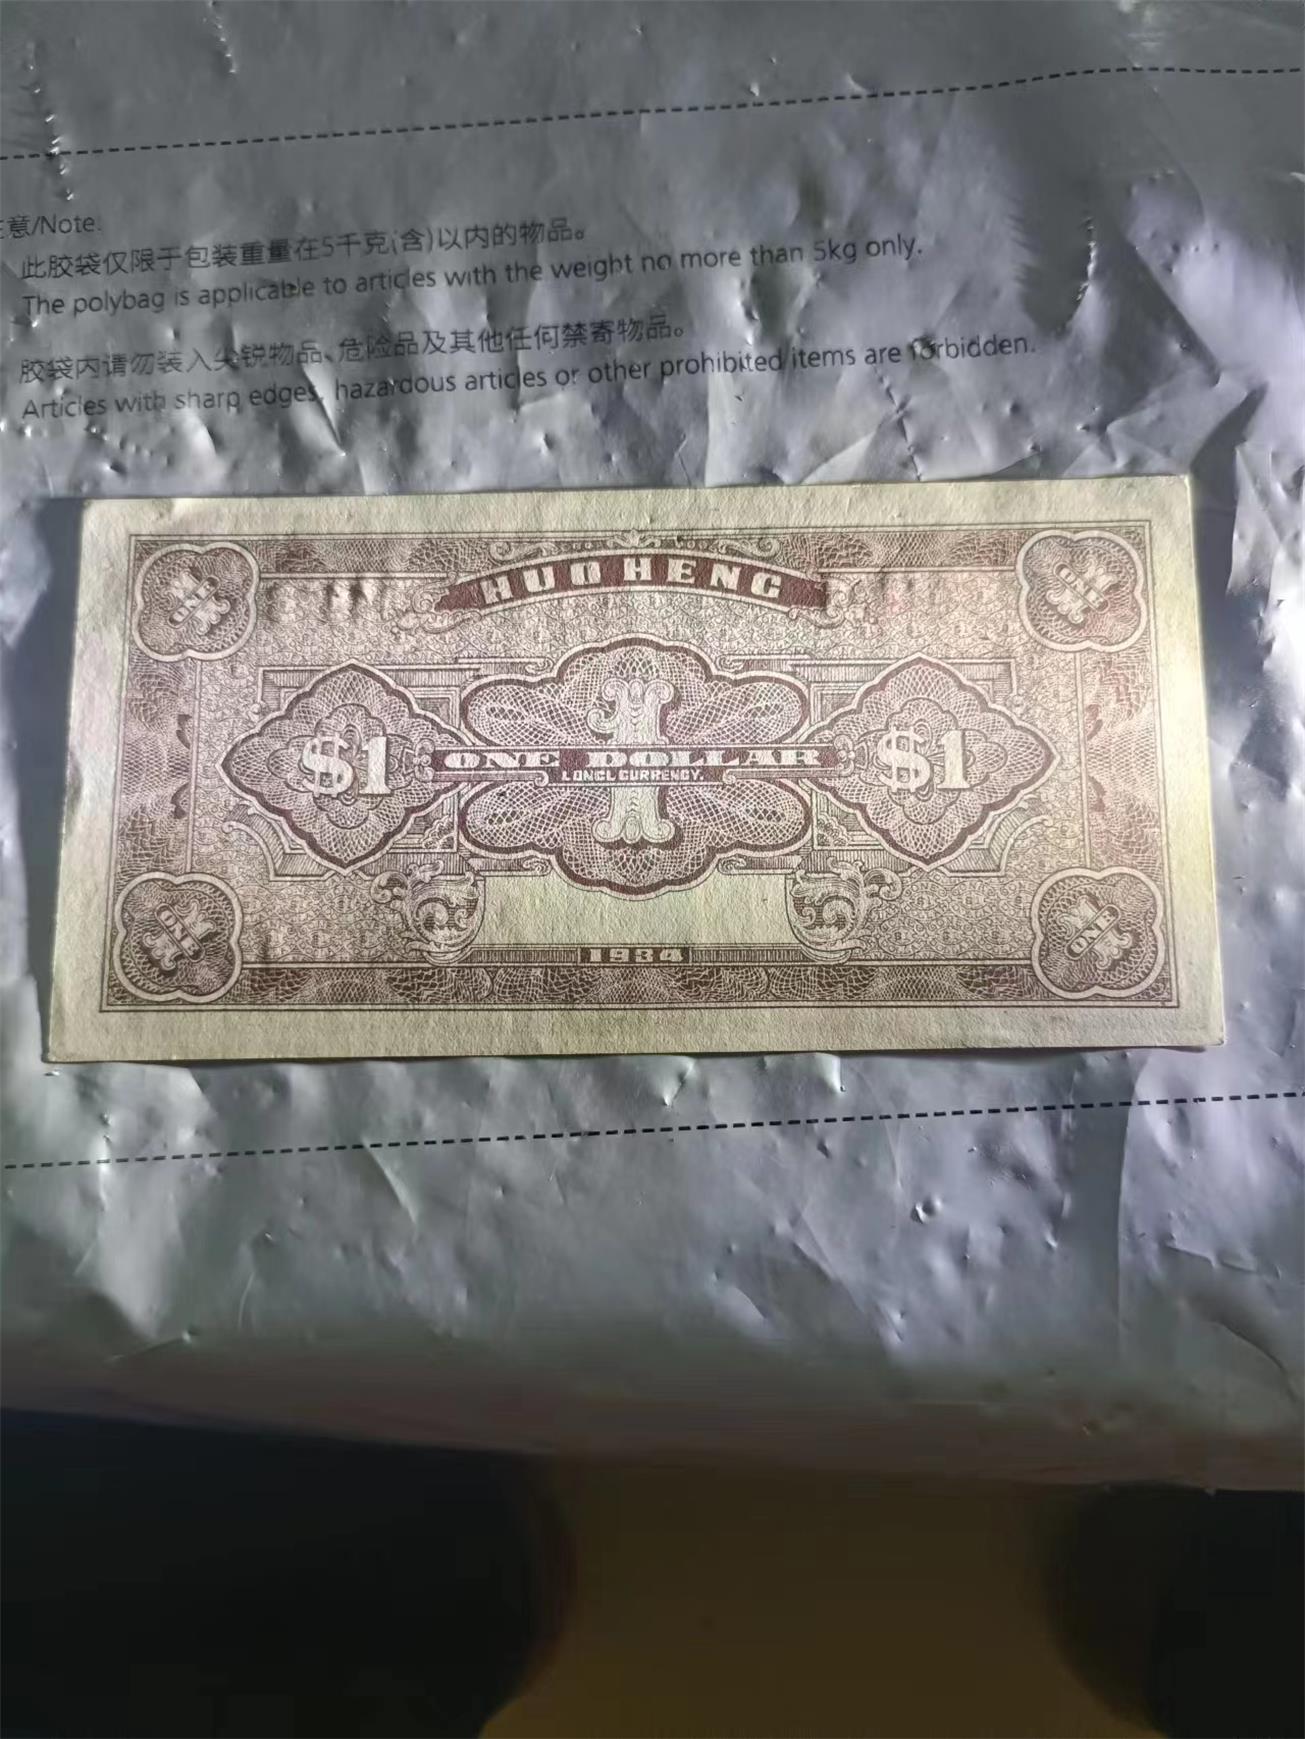 意/Note:
此胶袋仅限于包装重量在5千克(含)以内的物品。
The polybag is applicable to articles with the weight no more than 5kg only.
胶袋内请勿装入尖锐物品、危险品及其他任何禁寄物品。
Articles with sharp edges, hazardous articles or other prohibited items are forbidden.
HUO HENG
ONE
ONE
$1
1
$1
ONE DOLLAR
LONCL CURRENCY.
ONE
ONE
1934